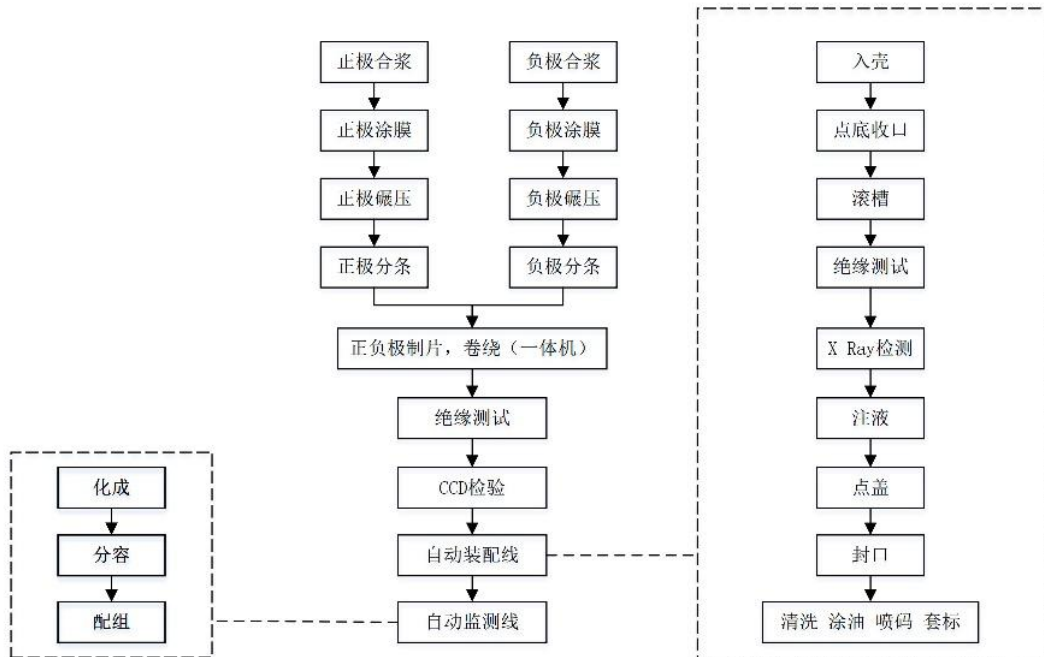 正极合浆
负极合浆
正极涂膜
负极涂膜
正极碾压
负极碾压
正极分条
负极分条
正负极制片，卷绕（一体机）
绝缘测试
CCD检验
自动装配线
自动监测线
化成
分容
配组
入壳
点底收口
滚槽
绝缘测试
X Ray检测
注液
点盖
封口
清洗 涂油 喷码 套标